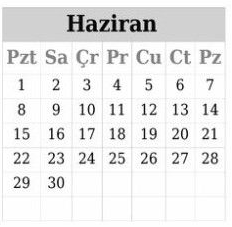 Haziran
Pzt Sa Çr Pr Cu Ct Pz
1 2 3 4 5 6 7
8 9 10 11 12 13 14
15 16 17 18 19 20 21
22 23 24 25 26 27 28
29 30